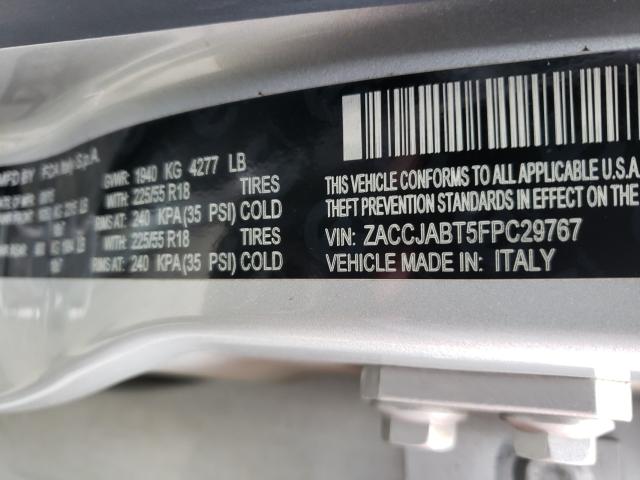 MFD BY FCA Italy S.p.A.
GVWR: 1940 KG 4277 LB
WITH: 225/55 R18 TIRES
RIMS AT: 240 KPA(35 PSI) COLD
WITH: 225/55 R18 TIRES
RIMS AT: 240 KPA(35 PSI) COLD
THIS VEHICLE CONFORMS TO ALL APPLICABLE U.S.A.
THEFT PREVENTION STANDARDS IN EFFECT ON THE
VIN: ZACCJABT5FPC29767
VEHICLE MADE IN: ITALY